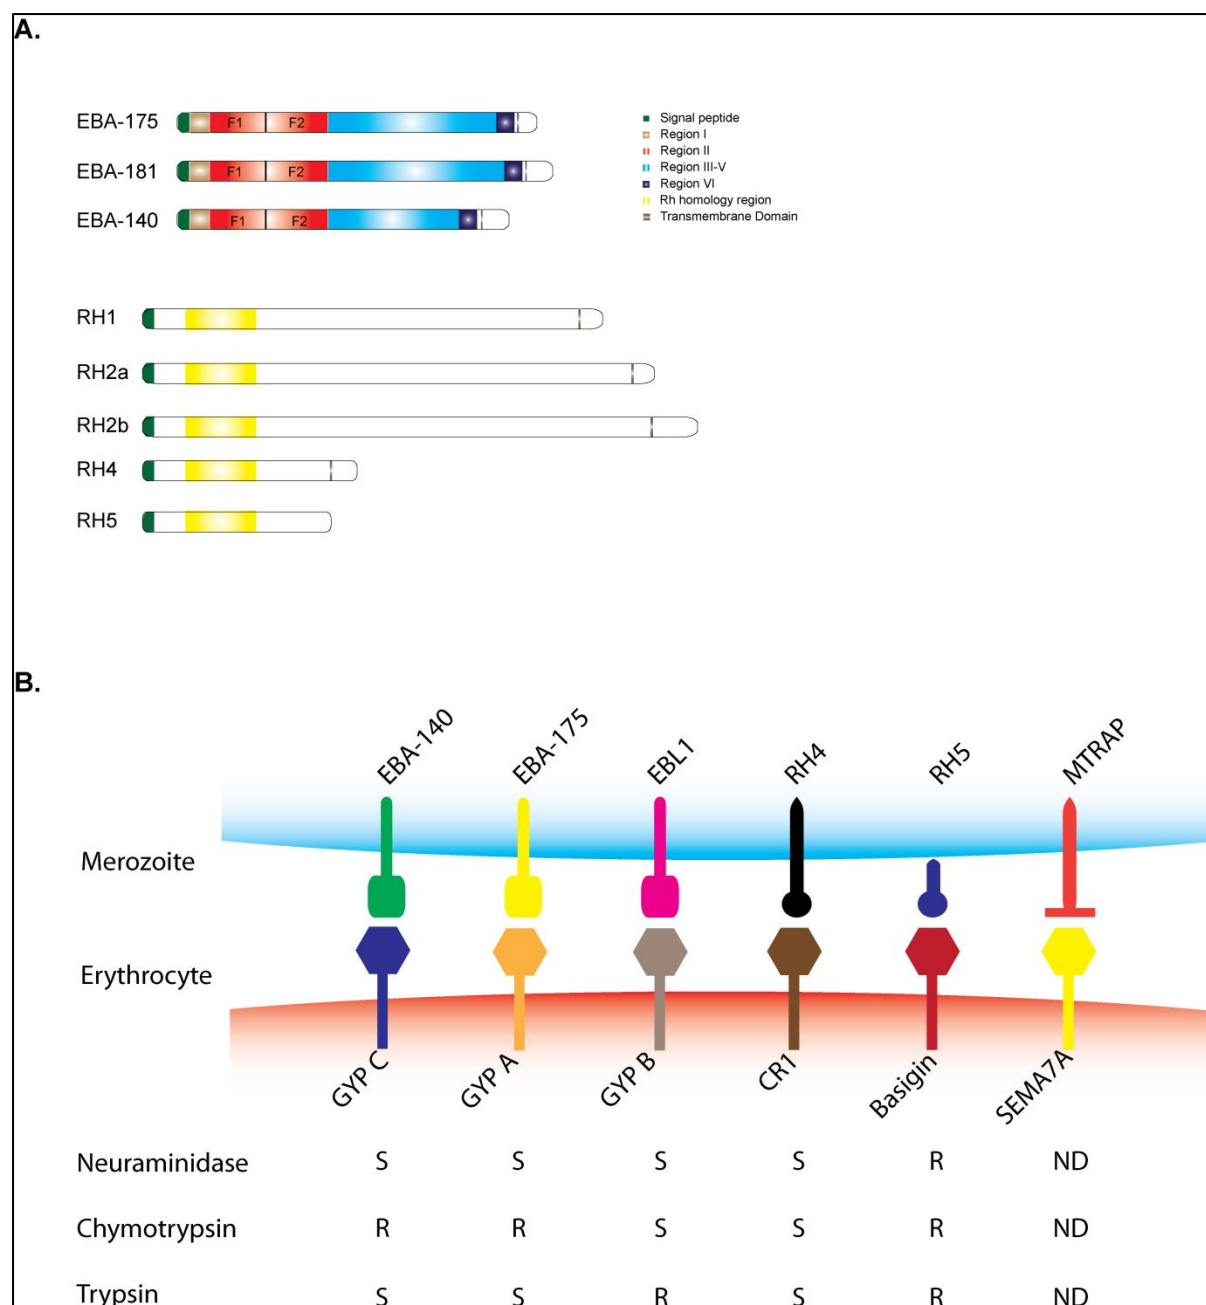 A.
EBA-175 F1 F2
EBA-181 F1 F2
EBA-140 F1 F2
Signal peptide
Region I
Region II
Region III-V
Region VI
Rh homology region
Transmembrane Domain
RH1
RH2a
RH2b
RH4
RH5
B.
EBA-140 EBA-175 EBL1 RH4 RH5 MTRAP
Merozoite
Erythrocyte
GYP C GYP A GYP B CR1 Basigin SEMA7A
Neuraminidase S S S S R ND
Chymotrypsin R R S S R ND
Trypsin S S R S R ND